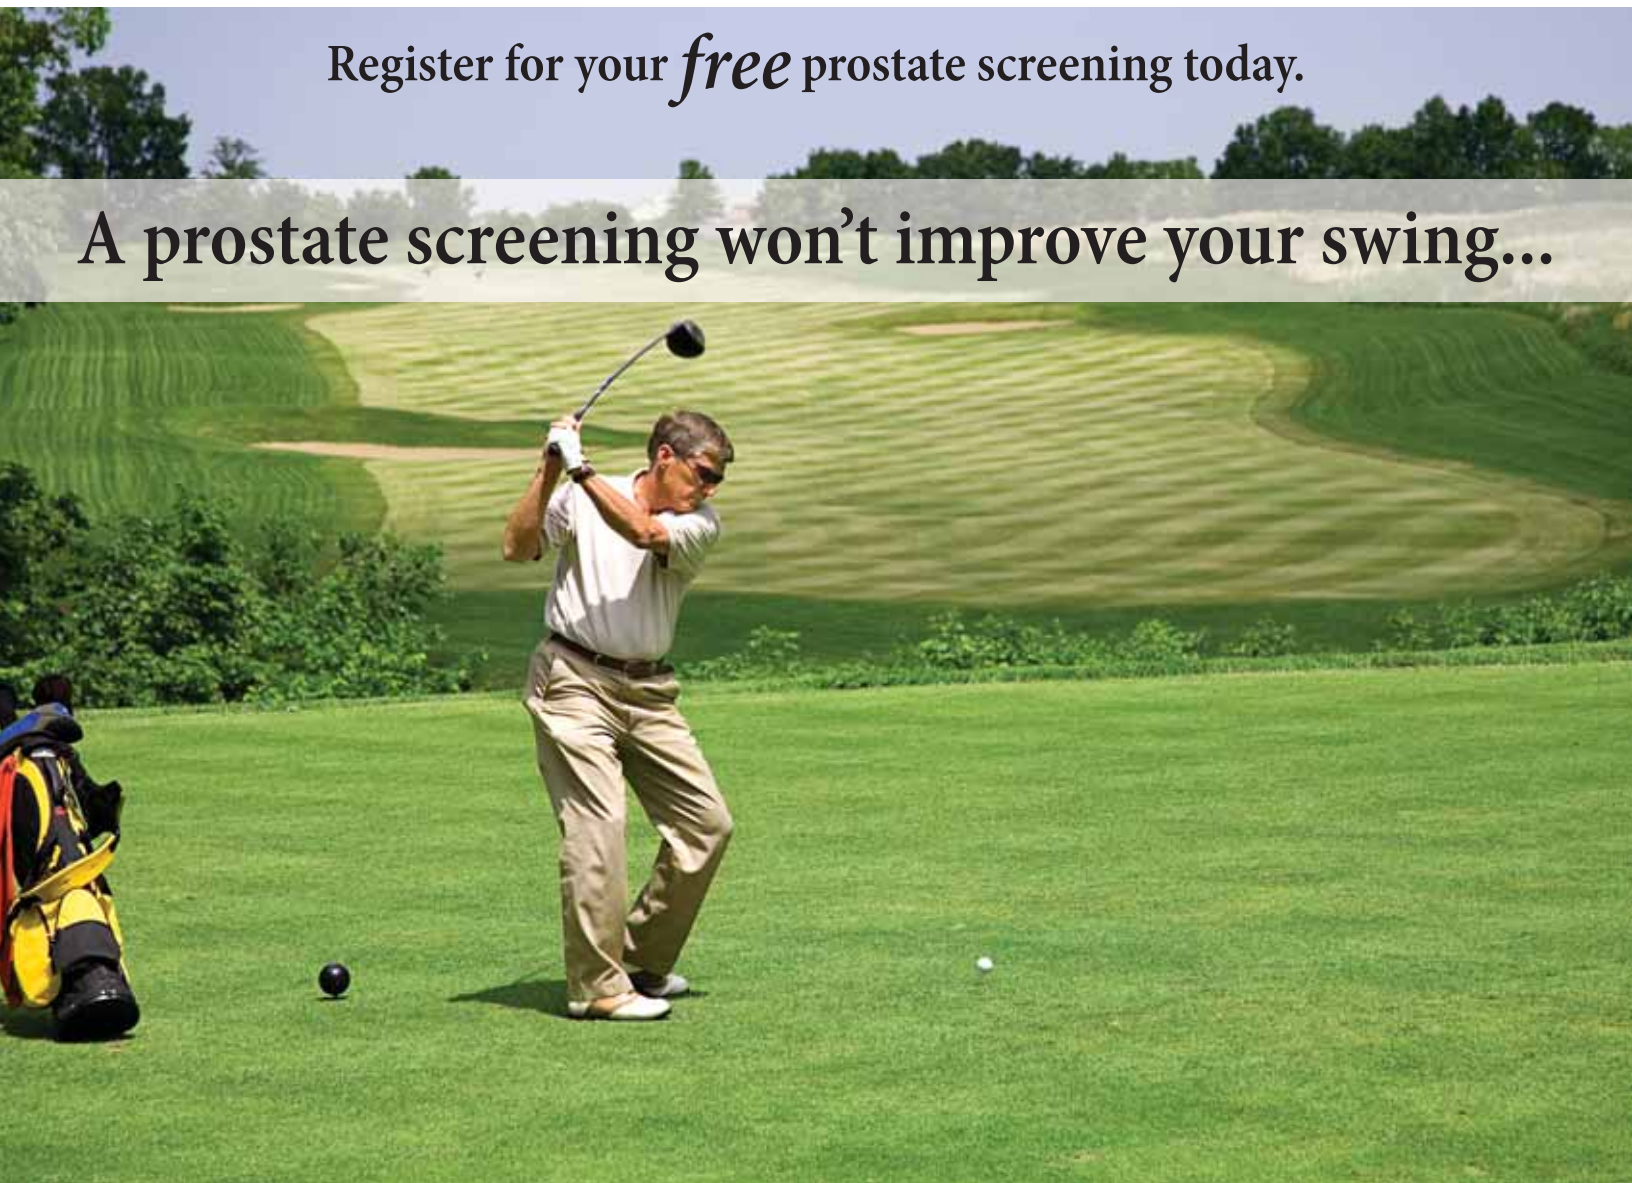 Register for your free prostate screening today.
A prostate screening won’t improve your swing...